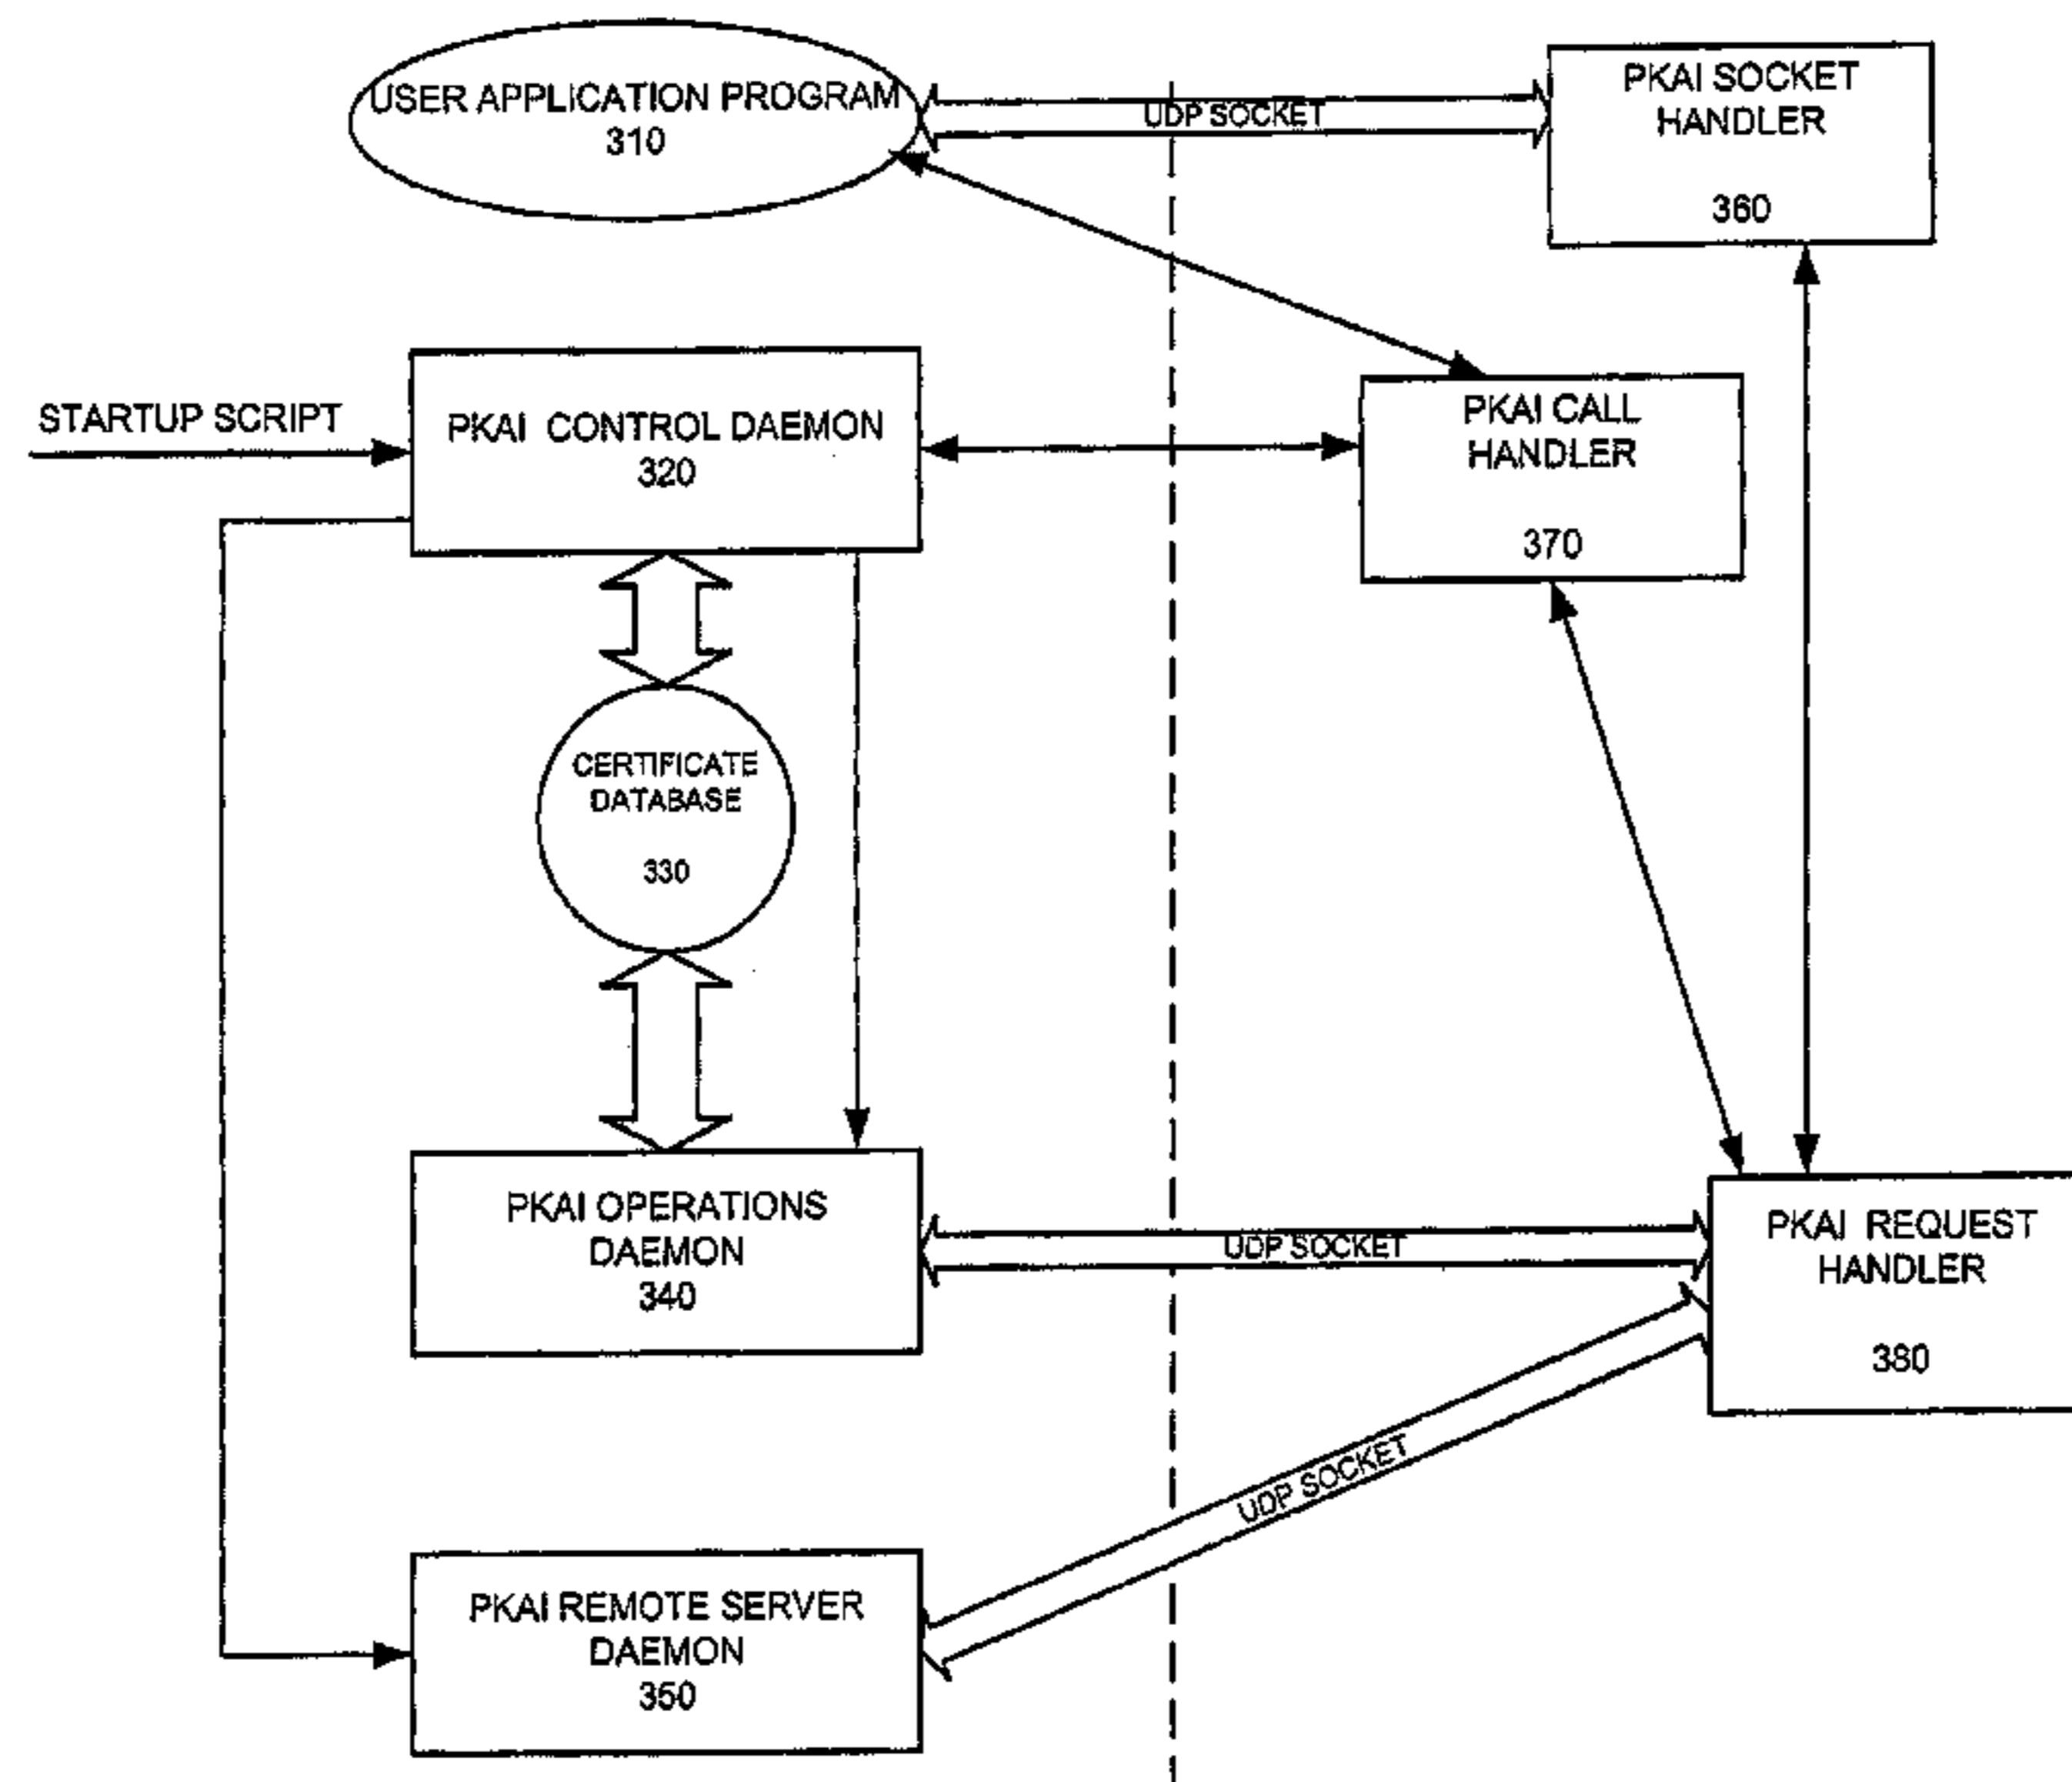 USER APPLICATION PROGRAM
310
UDP SOCKET
PKAI SOCKET
HANDLER
360
STARTUP SCRIPT
PKAI CONTROL DAEMON
320
PKAI CALL
HANDLER
370
CERTIFICATE
DATABASE
330
PKAI OPERATIONS
DAEMON
340
UDP SOCKET
PKAI REQUEST
HANDLER
380
UDP SOCKET
PKAI REMOTE SERVER
DAEMON
350